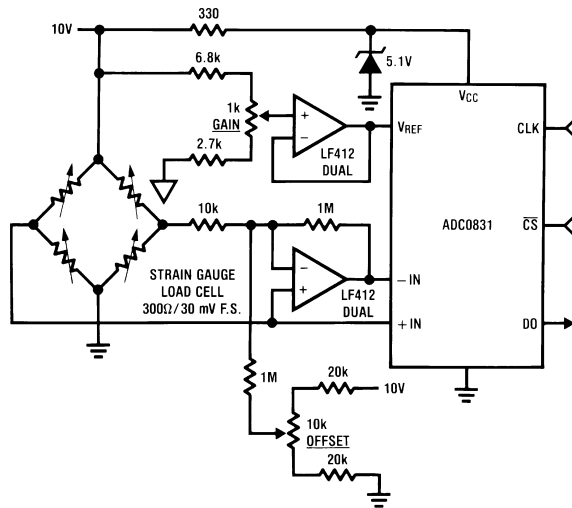 330
10V
6.8k
5.1V
1k
GAIN
VCC
VREF
CLK
2.7k
LF412
DUAL
10k
1M
ADC0831
CS
STRAIN GAUGE
LOAD CELL
300Ω/30 mV F.S.
LF412
DUAL
−IN
+IN
DO
1M
20k
10V
10k
OFFSET
20k